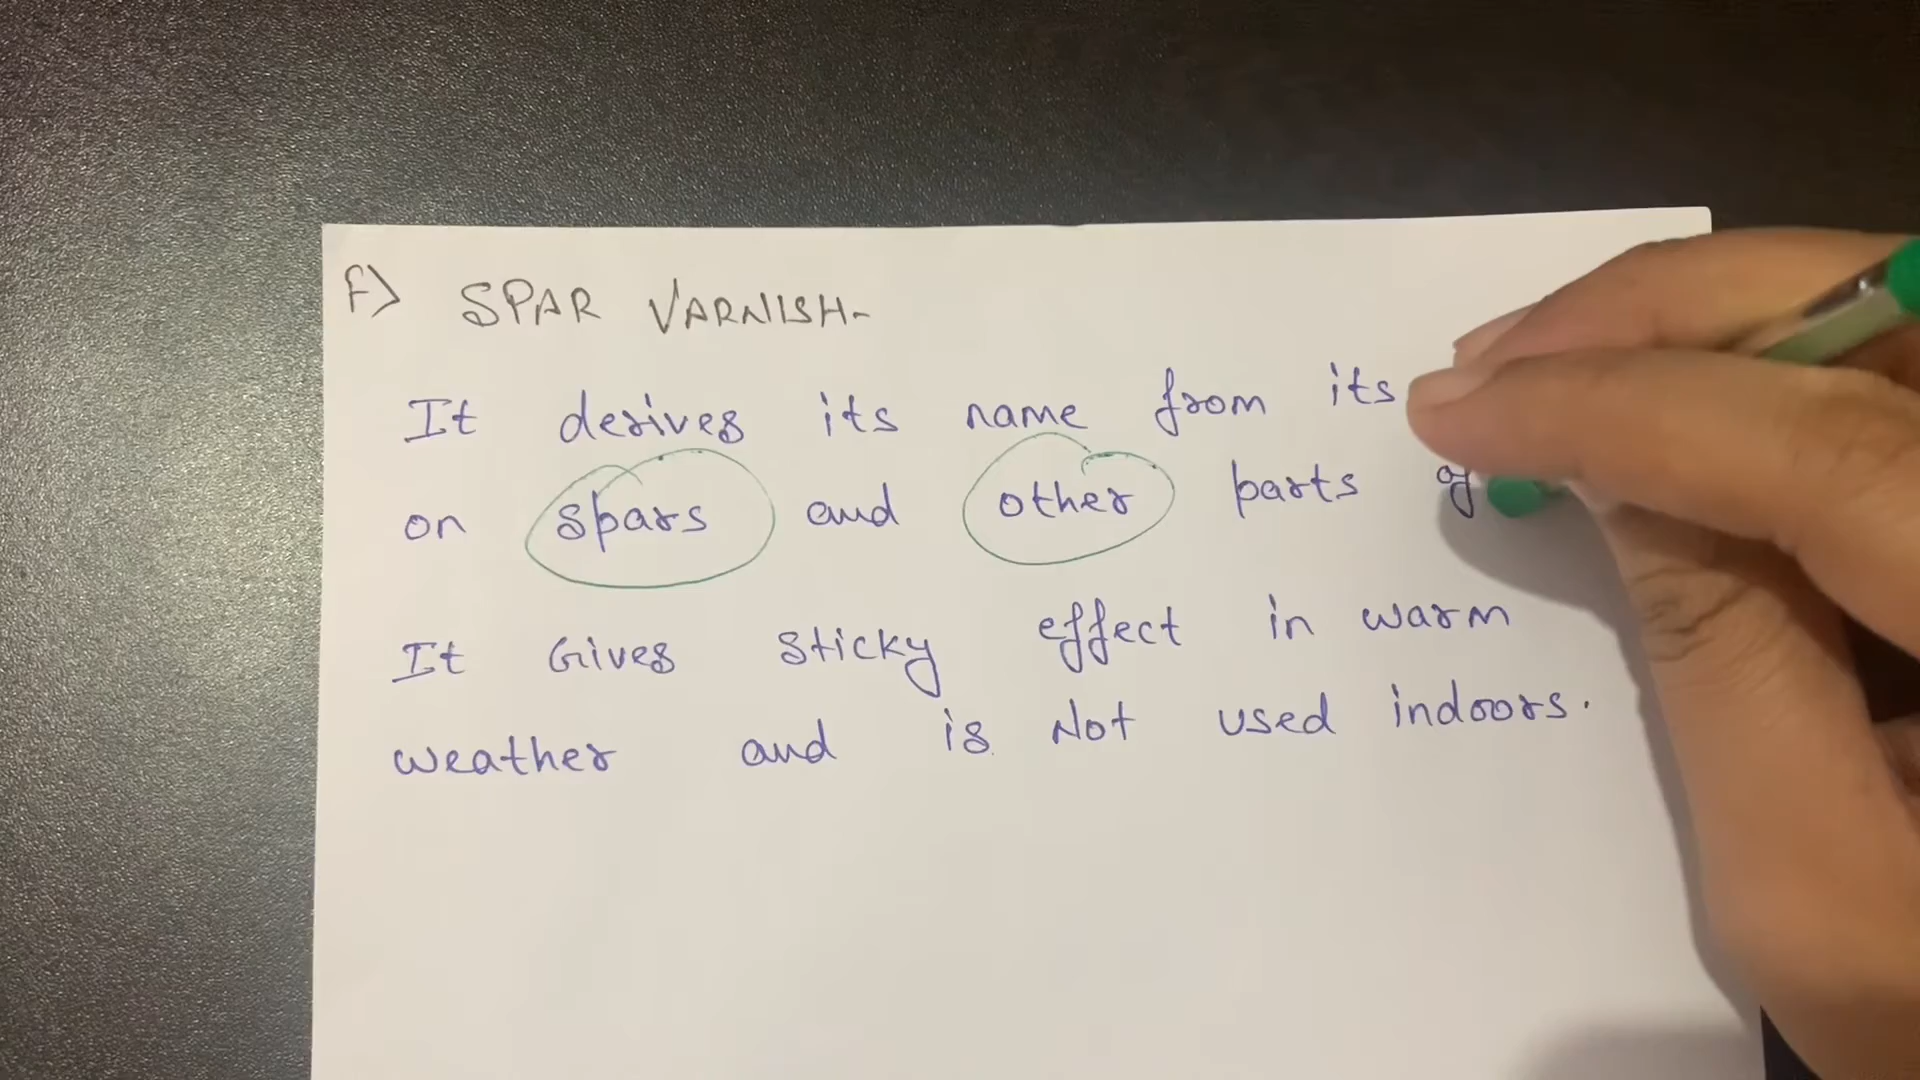 F) SPAR VARNISH-
It derives its name from its
on spars and other parts of
It Gives sticky effect in warm
weather and is Not used indoors.